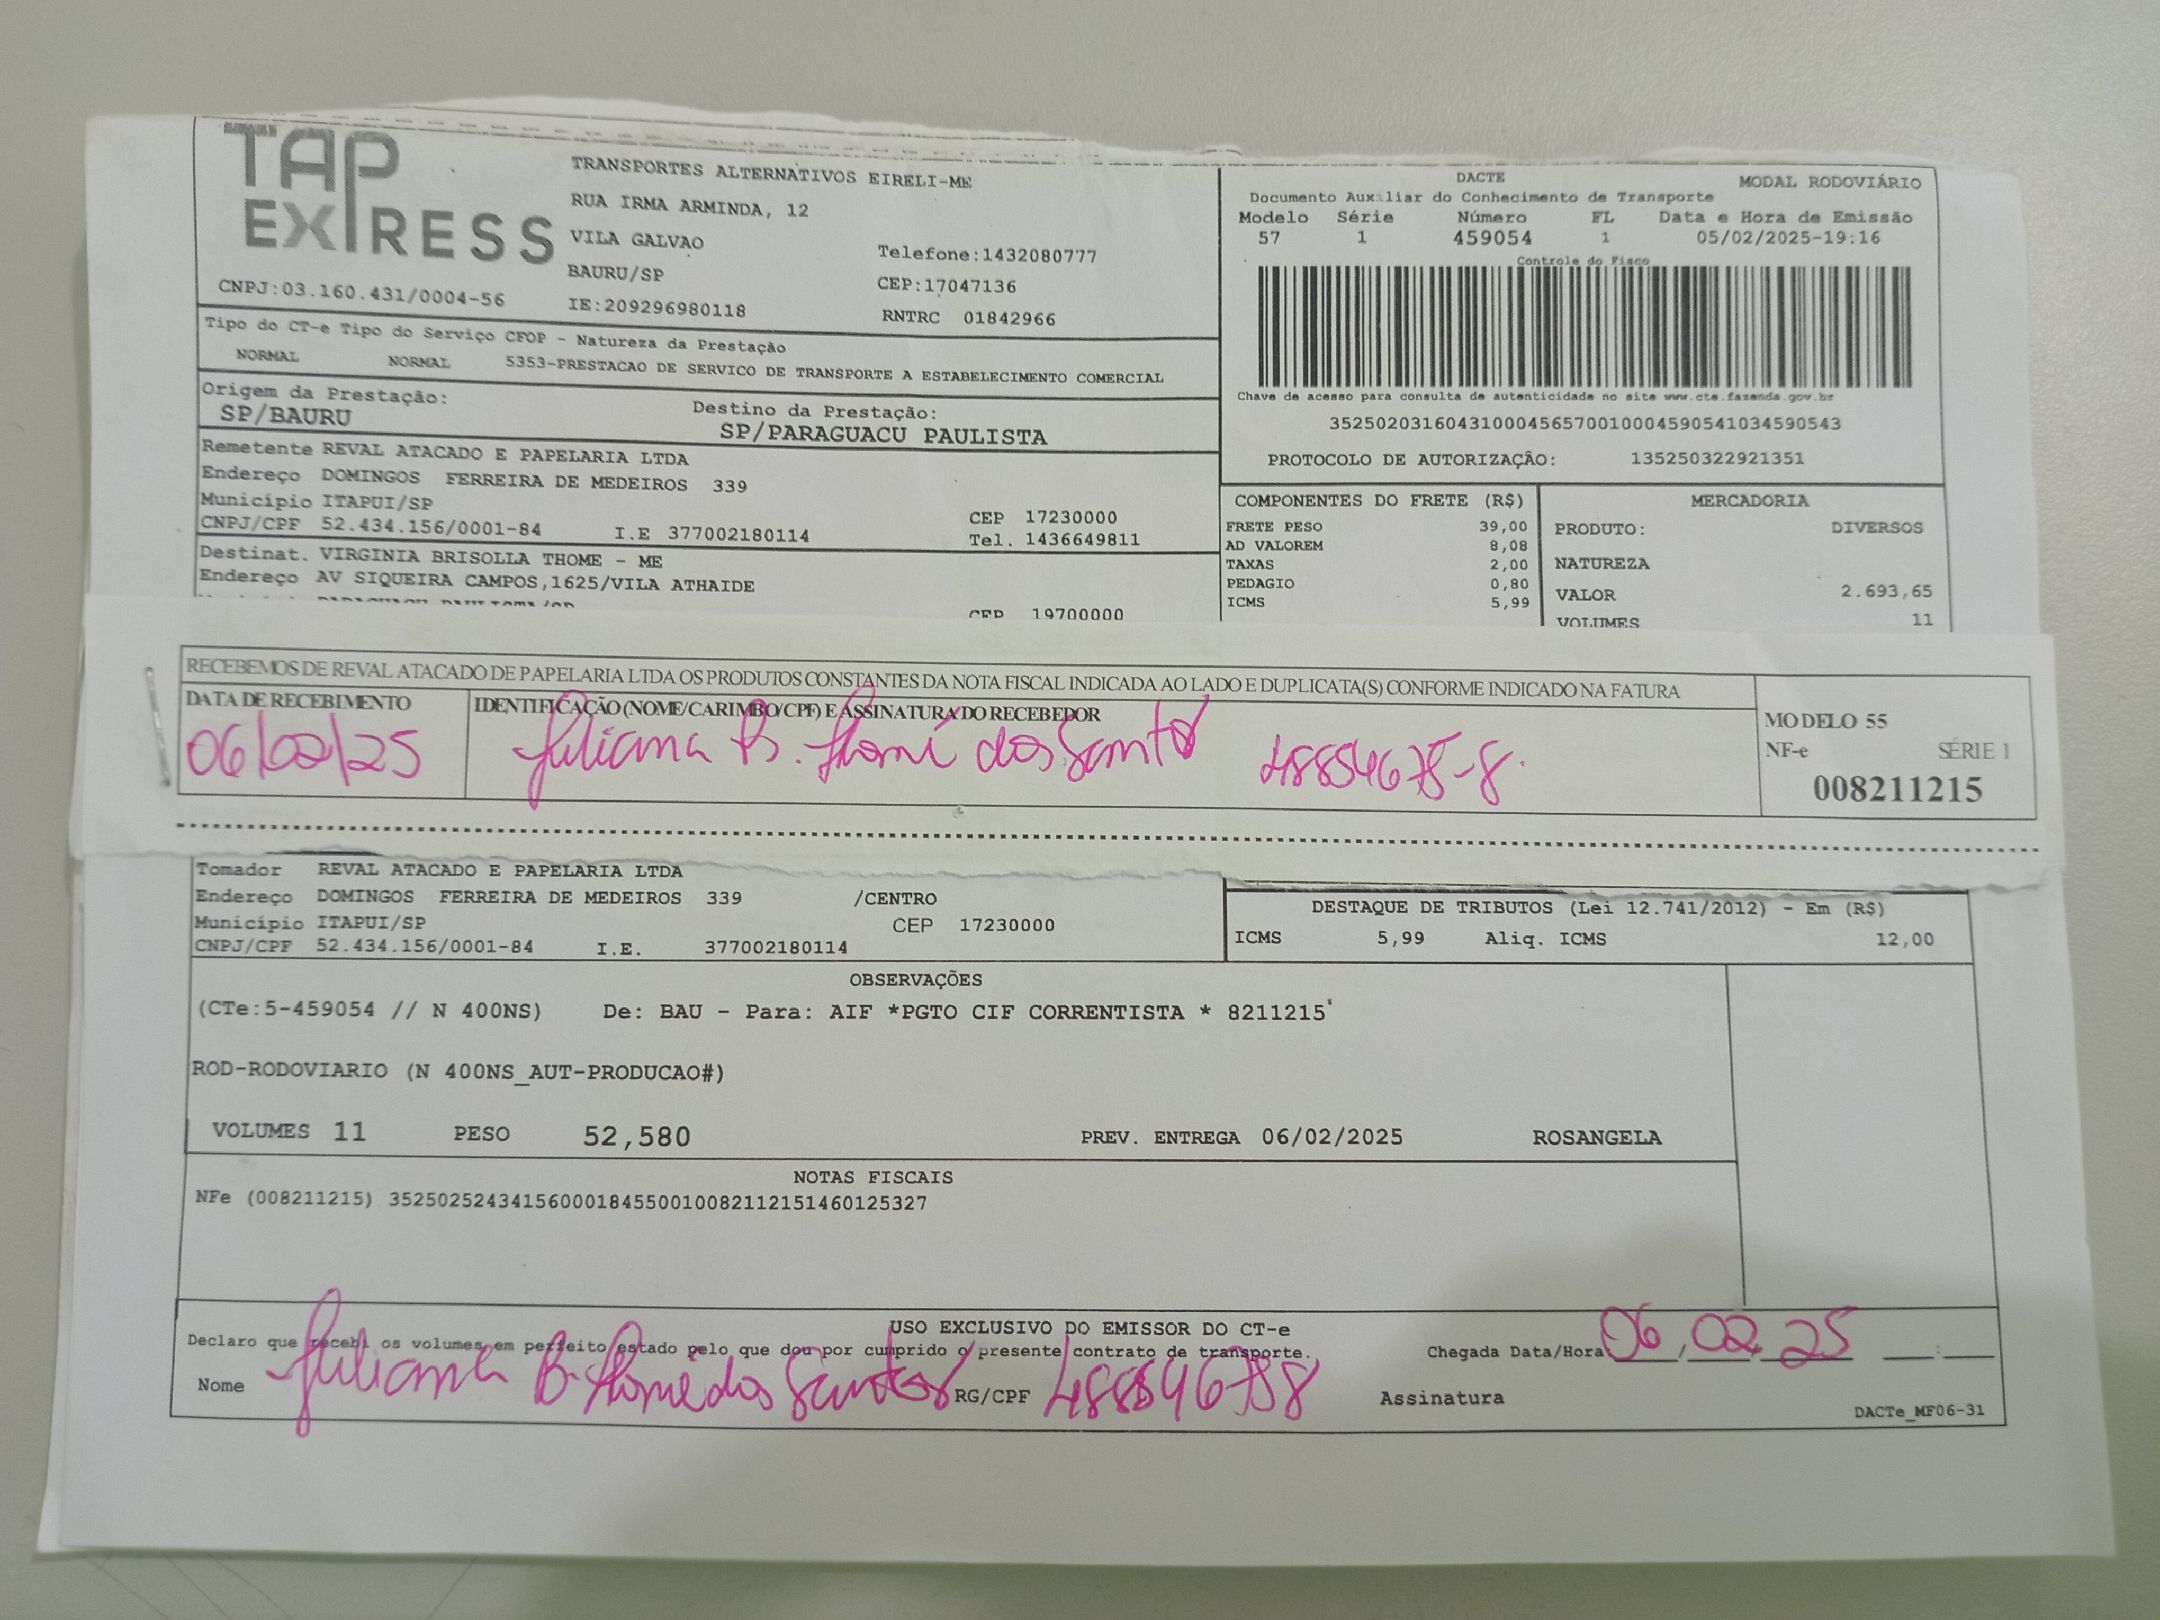 TAP
EXPRESS
CNPJ:03.160.431/0004-56
TRANSPORTES ALTERNATIVOS EIRELI-ME
RUA IRMA ARMINDA, 12
VILA GALVAO
Telefone:1432080777
BAURU/SP
CEP:17047136
IE:209296980118
RNTRC 01842966
DACTE
MODAL RODOVIÁRIO
Documento Auxiliar do Conhecimento de Transporte
Modelo Série Número FL Data e Hora de Emissão
57 1 459054 1 05/02/2025-19:16
Controle do Fisco
Chave de acesso para consulta de autenticidade no site www.cte.fazenda.gov.br
35250203160431000456570010004590541034590543
PROTOCOLO DE AUTORIZAÇÃO: 135250322921351
Tipo do CT-e Tipo do Serviço CFOP - Natureza da Prestação
NORMAL NORMAL 5353-PRESTACAO DE SERVICO DE TRANSPORTE A ESTABELECIMENTO COMERCIAL
Origem da Prestação: Destino da Prestação:
SP/BAURU SP/PARAGUACU PAULISTA
Remetente REVAL ATACADO E PAPELARIA LTDA
Endereço DOMINGOS FERREIRA DE MEDEIROS 339
Município ITAPUI/SP CEP 17230000
CNPJ/CPF 52.434.156/0001-84 I.E 377002180114 Tel. 1436649811
Destinat. VIRGINIA BRISOLLA THOME - ME
Endereço AV SIQUEIRA CAMPOS,1625/VILA ATHAIDE
CEP 19700000
COMPONENTES DO FRETE (R$)
FRETE PESO 39,00
AD VALOREM 8,08
TAXAS 2,00
PEDAGIO 0,80
ICMS 5,99
MERCADORIA
PRODUTO: DIVERSOS
NATUREZA
VALOR 2.693,65
VOLUMES 11
RECEBEMOS DE REVAL ATACADO DE PAPELARIA LTDA OS PRODUTOS CONSTANTES DA NOTA FISCAL INDICADA AO LADO E DUPLICATA(S) CONFORME INDICADO NA FATURA
DATA DE RECEBIMENTO IDENTIFICAÇÃO (NOME/CARIMBO/CPF) E ASSINATURA DO RECEBEDOR
06/02/25 Juliana B. Thomé dos Santos 48854675-8.
MODELO 55
NF-e SÉRIE 1
008211215
Tomador REVAL ATACADO E PAPELARIA LTDA
Endereço DOMINGOS FERREIRA DE MEDEIROS 339 /CENTRO
Município ITAPUI/SP CEP 17230000
CNPJ/CPF 52.434.156/0001-84 I.E. 377002180114
DESTAQUE DE TRIBUTOS (Lei 12.741/2012) - Em (R$)
ICMS 5,99 Aliq. ICMS 12,00
OBSERVAÇÕES
(CTe:5-459054 // N 400NS) De: BAU - Para: AIF *PGTO CIF CORRENTISTA * 8211215
ROD-RODOVIARIO (N 400NS_AUT-PRODUCAO#)
VOLUMES 11 PESO 52,580 PREV. ENTREGA 06/02/2025 ROSANGELA
NOTAS FISCAIS
NFe (008211215) 35250252434156000184550010082112151460125327
USO EXCLUSIVO DO EMISSOR DO CT-e
Declaro que recebi os volumes em perfeito estado pelo que dou por cumprido o presente contrato de transporte.
Chegada Data/Hora 06,02,25 :
Nome Juliana B. Thomé dos Santos RG/CPF 488546758 Assinatura
DACTe_MF06-31